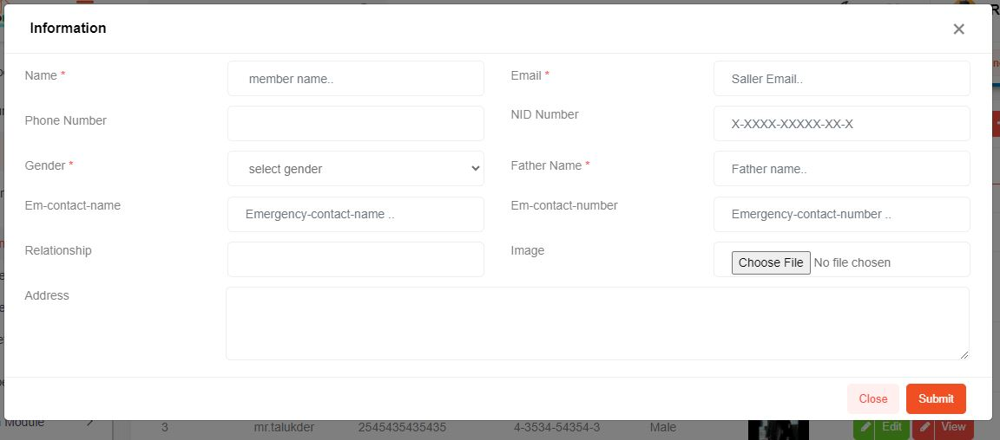 Information
×
Name *
member name..
Email *
Saller Email..
Phone Number
NID Number
X-XXXX-XXXXX-XX-X
Gender *
select gender
Father Name *
Father name..
Em-contact-name
Emergency-contact-name ..
Em-contact-number
Emergency-contact-number ..
Relationship
Image
Choose File No file chosen
Address
Close
Submit
Module
3 mr.talukder 2545435435435 4-3534-54354-3 Male Edit View